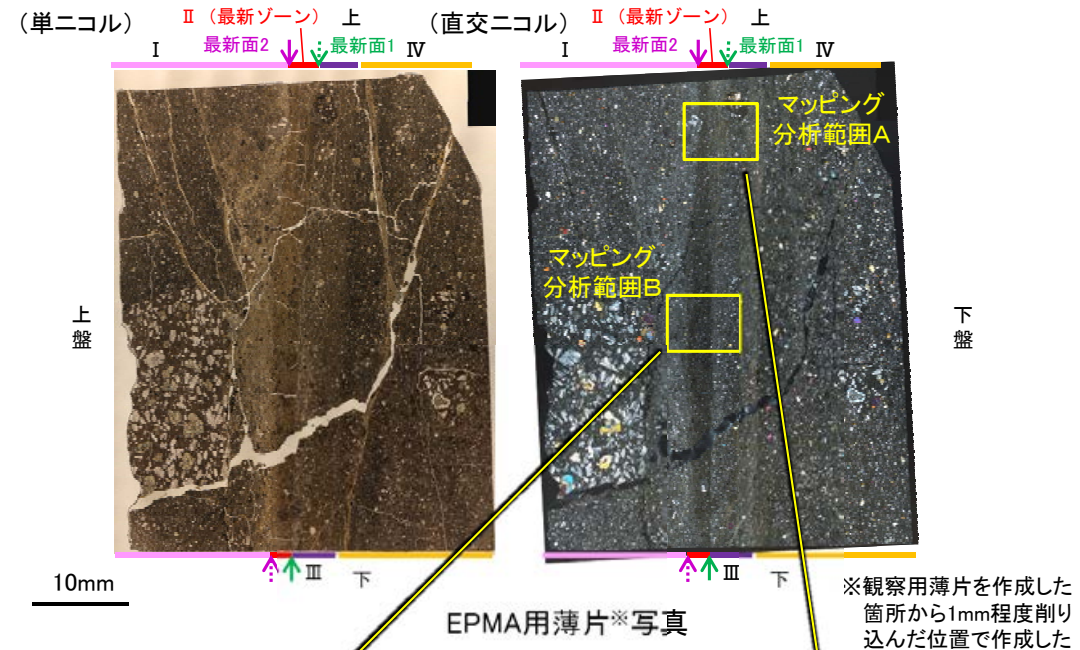 （単ニコル）
Ⅱ（最新ゾーン）
上
Ⅰ
最新面2
最新面1
Ⅳ
（直交ニコル）
Ⅱ（最新ゾーン）
上
Ⅰ
最新面2
最新面1
Ⅳ
マッピング
分析範囲A
マッピング
分析範囲B
上
盤
下
盤
Ⅲ
下
Ⅲ
下
10mm
EPMA用薄片※写真
※観察用薄片を作成した
箇所から1mm程度削り
込んだ位置で作成した